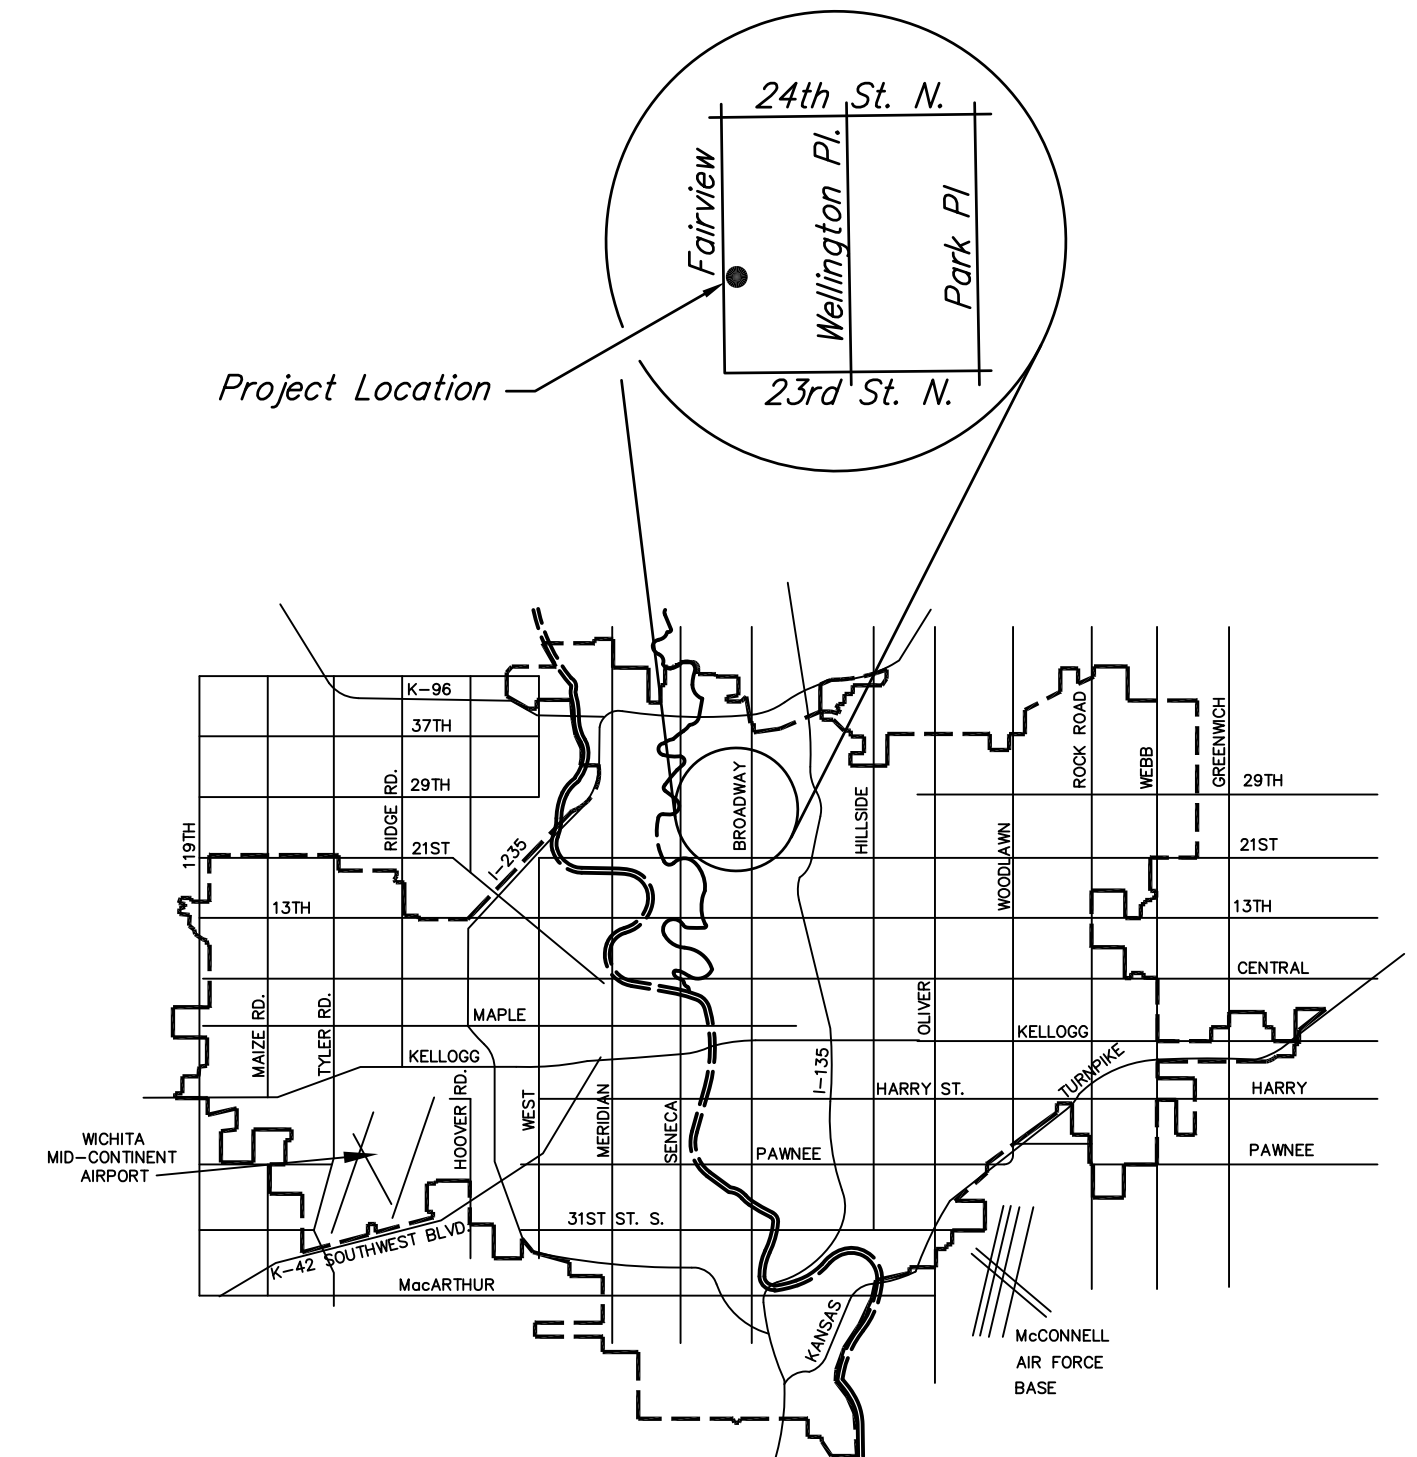 24th St. N.
Fairview
Wellington Pl.
Park Pl
23rd St. N.
Project Location
K-96
37TH
29TH
RIDGE RD.
21ST
119TH
I-235
13TH
BROADWAY
HILLSIDE
WOODLAWN
ROCK ROAD
WEBB
GREENWICH
29TH
21ST
13TH
CENTRAL
MAIZE RD.
TYLER RD.
MAPLE
KELLOGG
HOOVER RD.
WEST
MERIDIAN
SENECA
I-135
OLIVER
KELLOGG
TURNPIKE
HARRY ST.
HARRY
PAWNEE
PAWNEE
WICHITA
MID-CONTINENT
AIRPORT
31ST ST. S.
K-42 SOUTHWEST BLVD.
MacARTHUR
KANSAS
McCONNELL
AIR FORCE
BASE